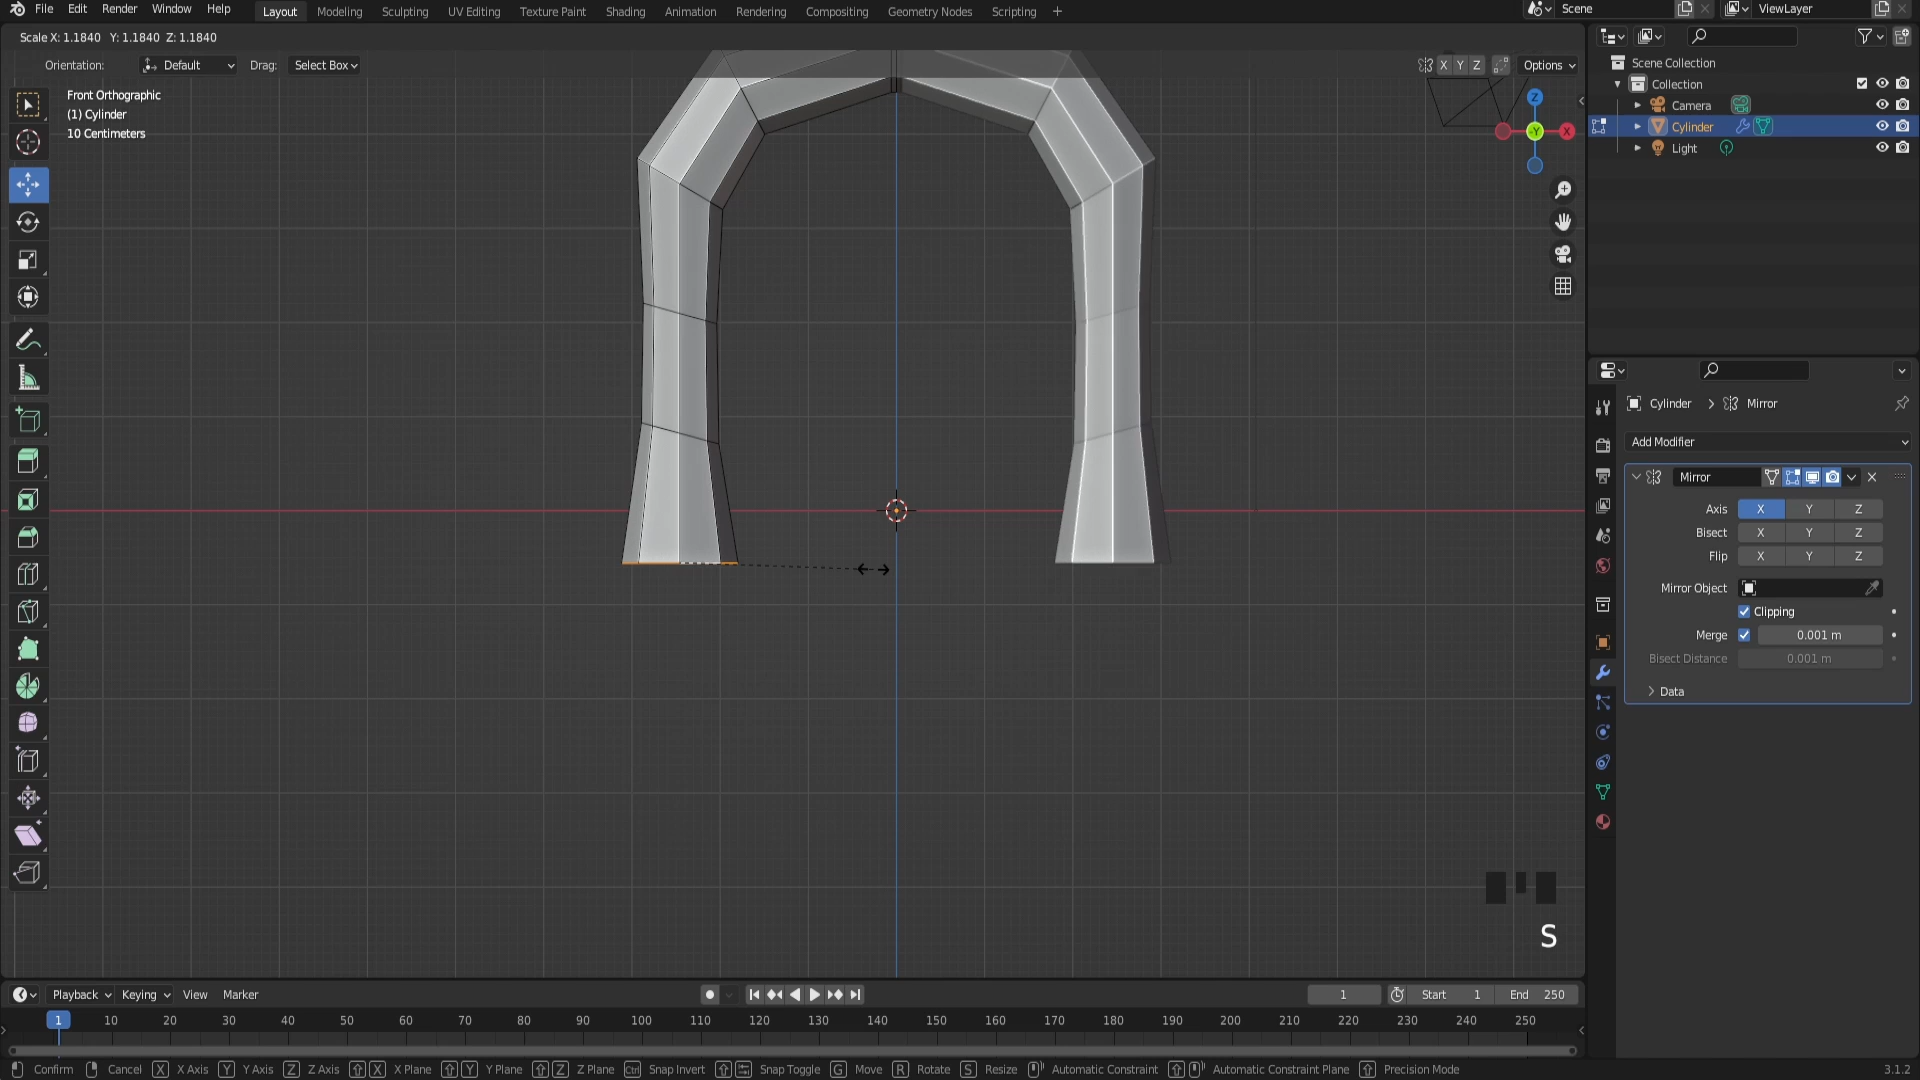 File Edit Render Window Help Layout Modeling Sculpting UV Editing Texture Paint Shading Animation Rendering Compositing Geometry Nodes Scripting + Scene ViewLayer
Scale X: 1.1840 Y: 1.1840 Z: 1.1840
Orientation: Default Drag: Select Box X Y Z Options
Front Orthographic
(1) Cylinder
10 Centimeters
Z
-Y X
Scene Collection
Collection
Camera
Cylinder
Light
Cylinder > Mirror
Add Modifier
Mirror
Axis X Y Z
Bisect X Y Z
Flip X Y Z
Mirror Object
Clipping
Merge 0.001 m
Bisect Distance 0.001 m
Data
S
Playback Keying View Marker 1 Start 1 End 250
1 10 20 30 40 50 60 70 80 90 100 110 120 130 140 150 160 170 180 190 200 210 220 230 240 250
Confirm Cancel X X Axis Y Y Axis Z Z Axis X X Plane Y Y Plane Z Z Plane Ctrl Snap Invert Snap Toggle G Move R Rotate S Resize Automatic Constraint Automatic Constraint Plane Precision Mode 3.1.2